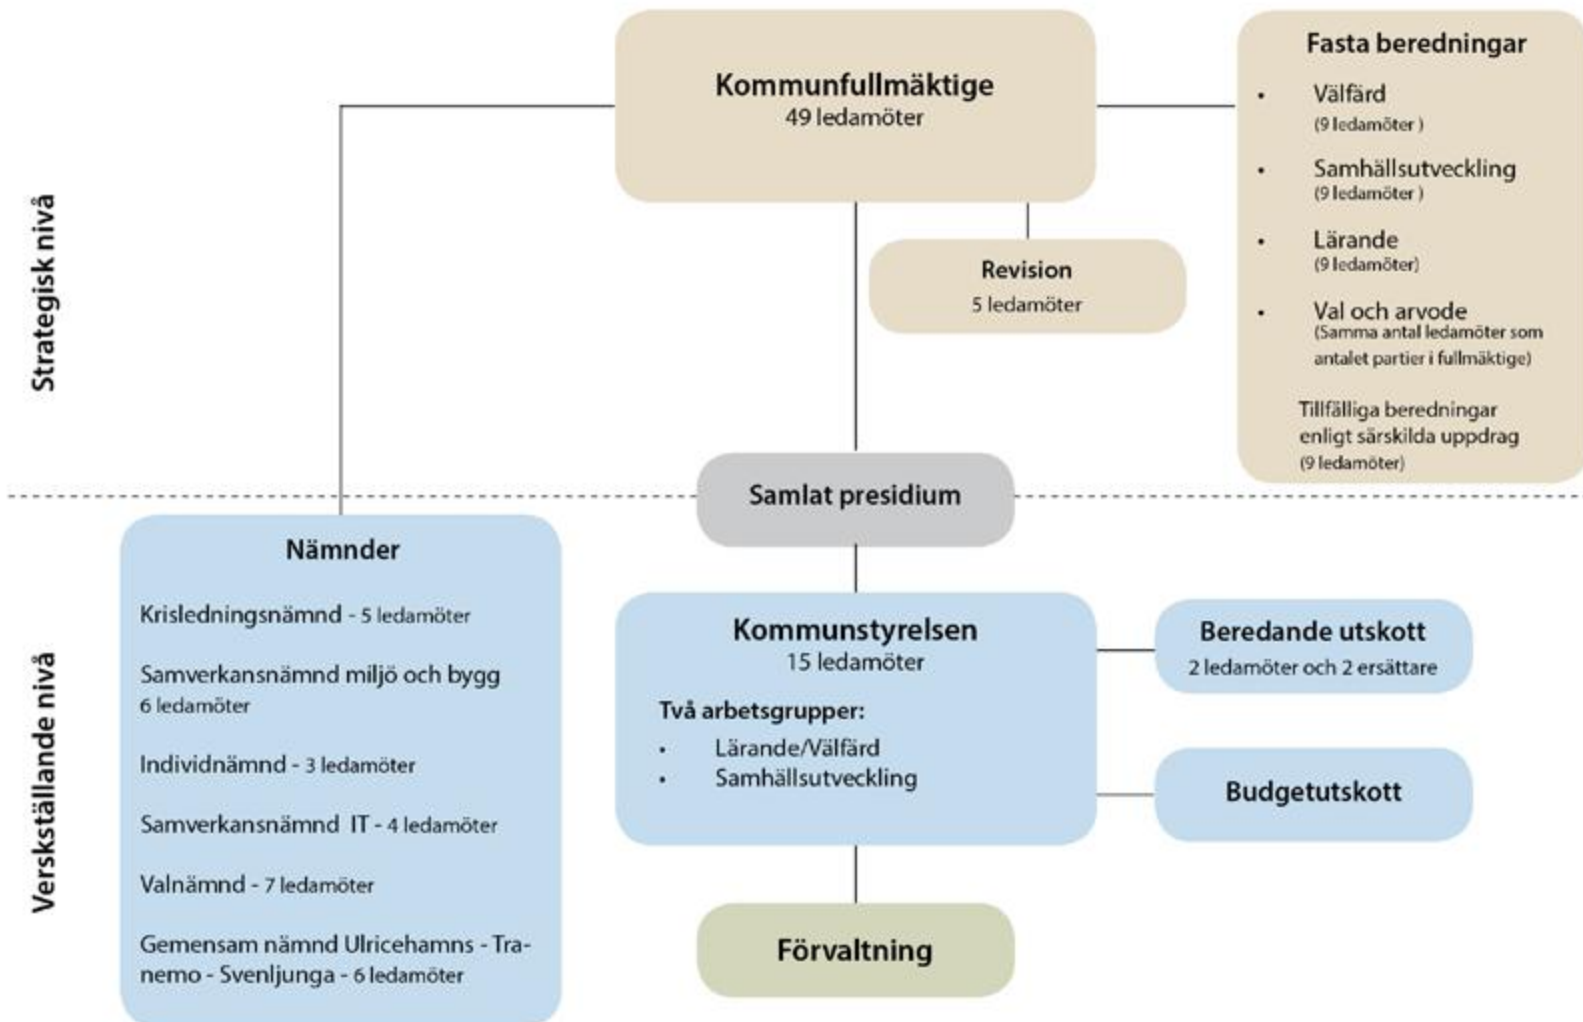 Strategisk nivå
Kommunfullmäktige
49 ledamöter
Revision
5 ledamöter
Fasta beredningar
• Välfärd
(9 ledamöter )
• Samhällsutveckling
(9 ledamöter )
• Lärande
(9 ledamöter)
• Val och arvode
(Samma antal ledamöter som
antalet partier i fullmäktige)
Tillfälliga beredningar
enligt särskilda uppdrag
(9 ledamöter)
Samlat presidium
Verskställande nivå
Nämnder
Krisledningsnämnd - 5 ledamöter
Samverkansnämnd miljö och bygg
6 ledamöter
Individnämnd - 3 ledamöter
Samverkansnämnd IT - 4 ledamöter
Valnämnd - 7 ledamöter
Gemensam nämnd Ulricehamns - Tra-
nemo - Svenljunga - 6 ledamöter
Kommunstyrelsen
15 ledamöter
Två arbetsgrupper:
• Lärande/Välfärd
• Samhällsutveckling
Beredande utskott
2 ledamöter och 2 ersättare
Budgetutskott
Förvaltning